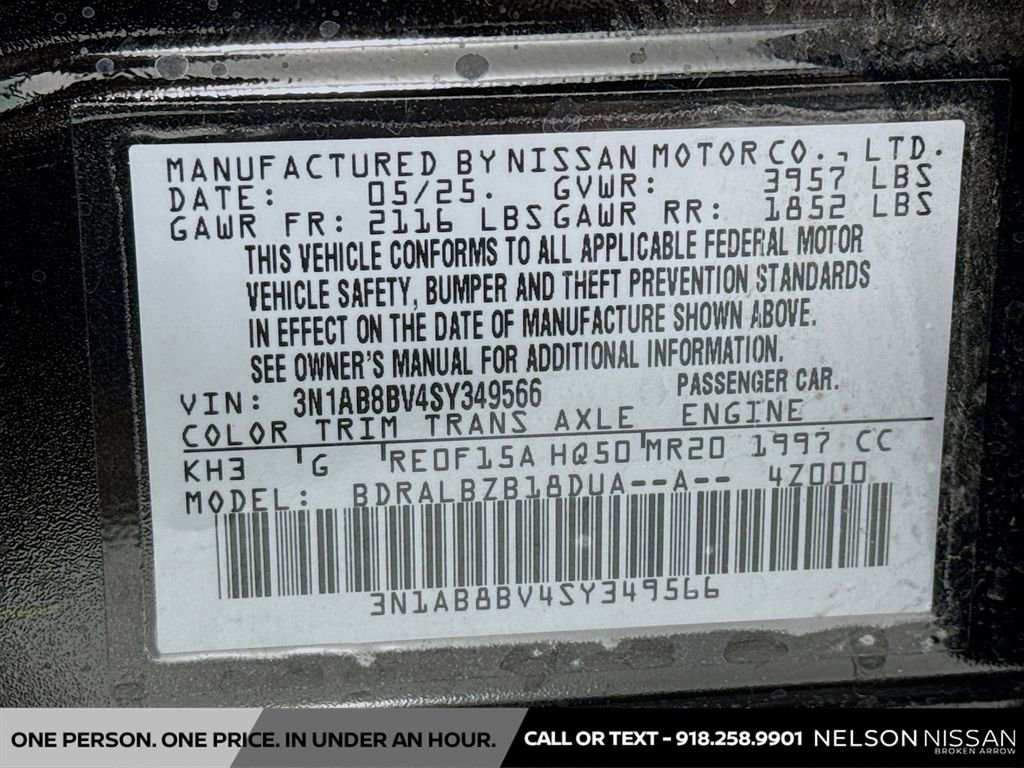 MANUFACTURED BY NISSAN MOTOR CO., LTD.
DATE: 05/25. GVWR: 3957 LBS
GAWR FR: 2116 LBS GAWR RR: 1852 LBS
THIS VEHICLE CONFORMS TO ALL APPLICABLE FEDERAL MOTOR
VEHICLE SAFETY, BUMPER AND THEFT PREVENTION STANDARDS
IN EFFECT ON THE DATE OF MANUFACTURE SHOWN ABOVE.
SEE OWNER'S MANUAL FOR ADDITIONAL INFORMATION.
VIN: 3N1AB8BV4SY349566 PASSENGER CAR.
COLOR TRIM TRANS AXLE ENGINE
KH3 G RE0F15A HQ50 MR20 1997 CC
MODEL: BDRALBZB18DUA--A-- 4Z000
3N1AB8BV4SY349566
ONE PERSON. ONE PRICE. IN UNDER AN HOUR. CALL OR TEXT - 918.258.9901 NELSON NISSAN
BROKEN ARROW